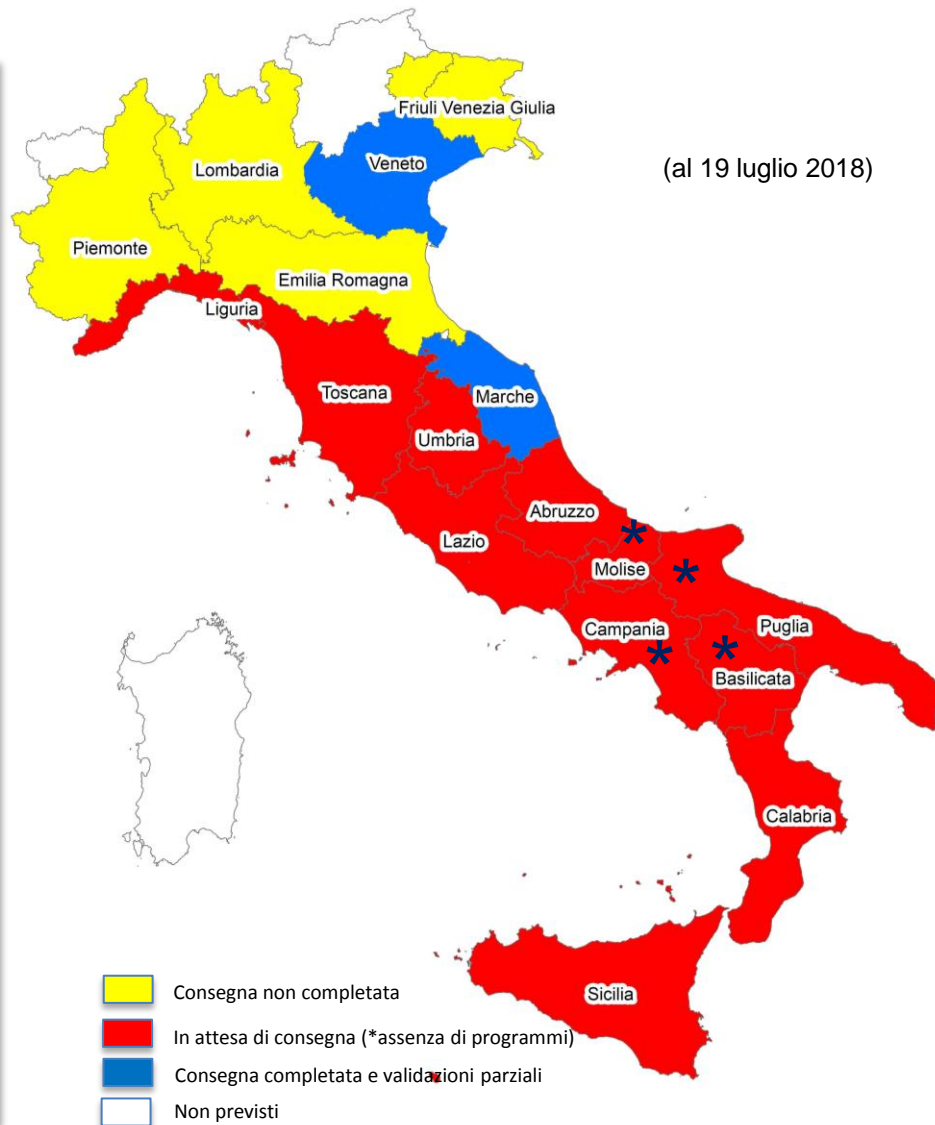 Friuli Venezia Giulia
Veneto
(al 19 luglio 2018)
Lombardia
Piemonte
Emilia Romagna
Liguria
Toscana
Marche
Umbria
Abruzzo
*
Lazio
Molise
*
Campania
*
*
Puglia
Basilicata
Calabria
Sicilia
Consegna non completata
In attesa di consegna (*assenza di programmi)
Consegna completata e validazioni parziali
Non previsti